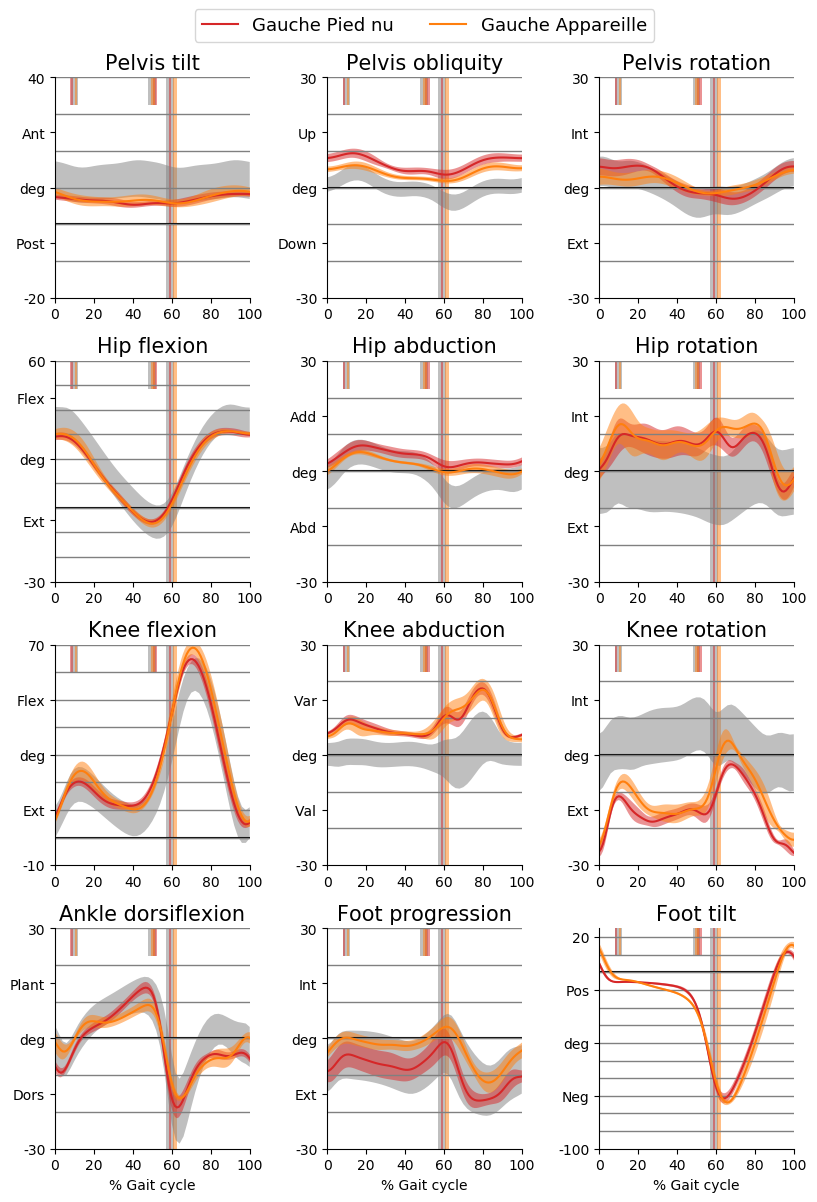 Gauche Pied nu Gauche Appareille
Pelvis tilt Pelvis obliquity Pelvis rotation
40 30 30
Ant Up Int
deg deg deg
Post Down Ext
-20 -30 -30
0 20 40 60 80 100 0 20 40 60 80 100 0 20 40 60 80 100
Hip flexion Hip abduction Hip rotation
60 30 30
Flex Add Int
deg deg deg
Ext Abd Ext
-30 -30 -30
0 20 40 60 80 100 0 20 40 60 80 100 0 20 40 60 80 100
Knee flexion Knee abduction Knee rotation
70 30 30
Flex Var Int
deg deg deg
Ext Val Ext
-10 -30 -30
0 20 40 60 80 100 0 20 40 60 80 100 0 20 40 60 80 100
Ankle dorsiflexion Foot progression Foot tilt
30 30 20
Plant Int Pos
deg deg deg
Dors Ext Neg
-30 -30 -100
0 20 40 60 80 100 0 20 40 60 80 100 0 20 40 60 80 100
% Gait cycle % Gait cycle % Gait cycle